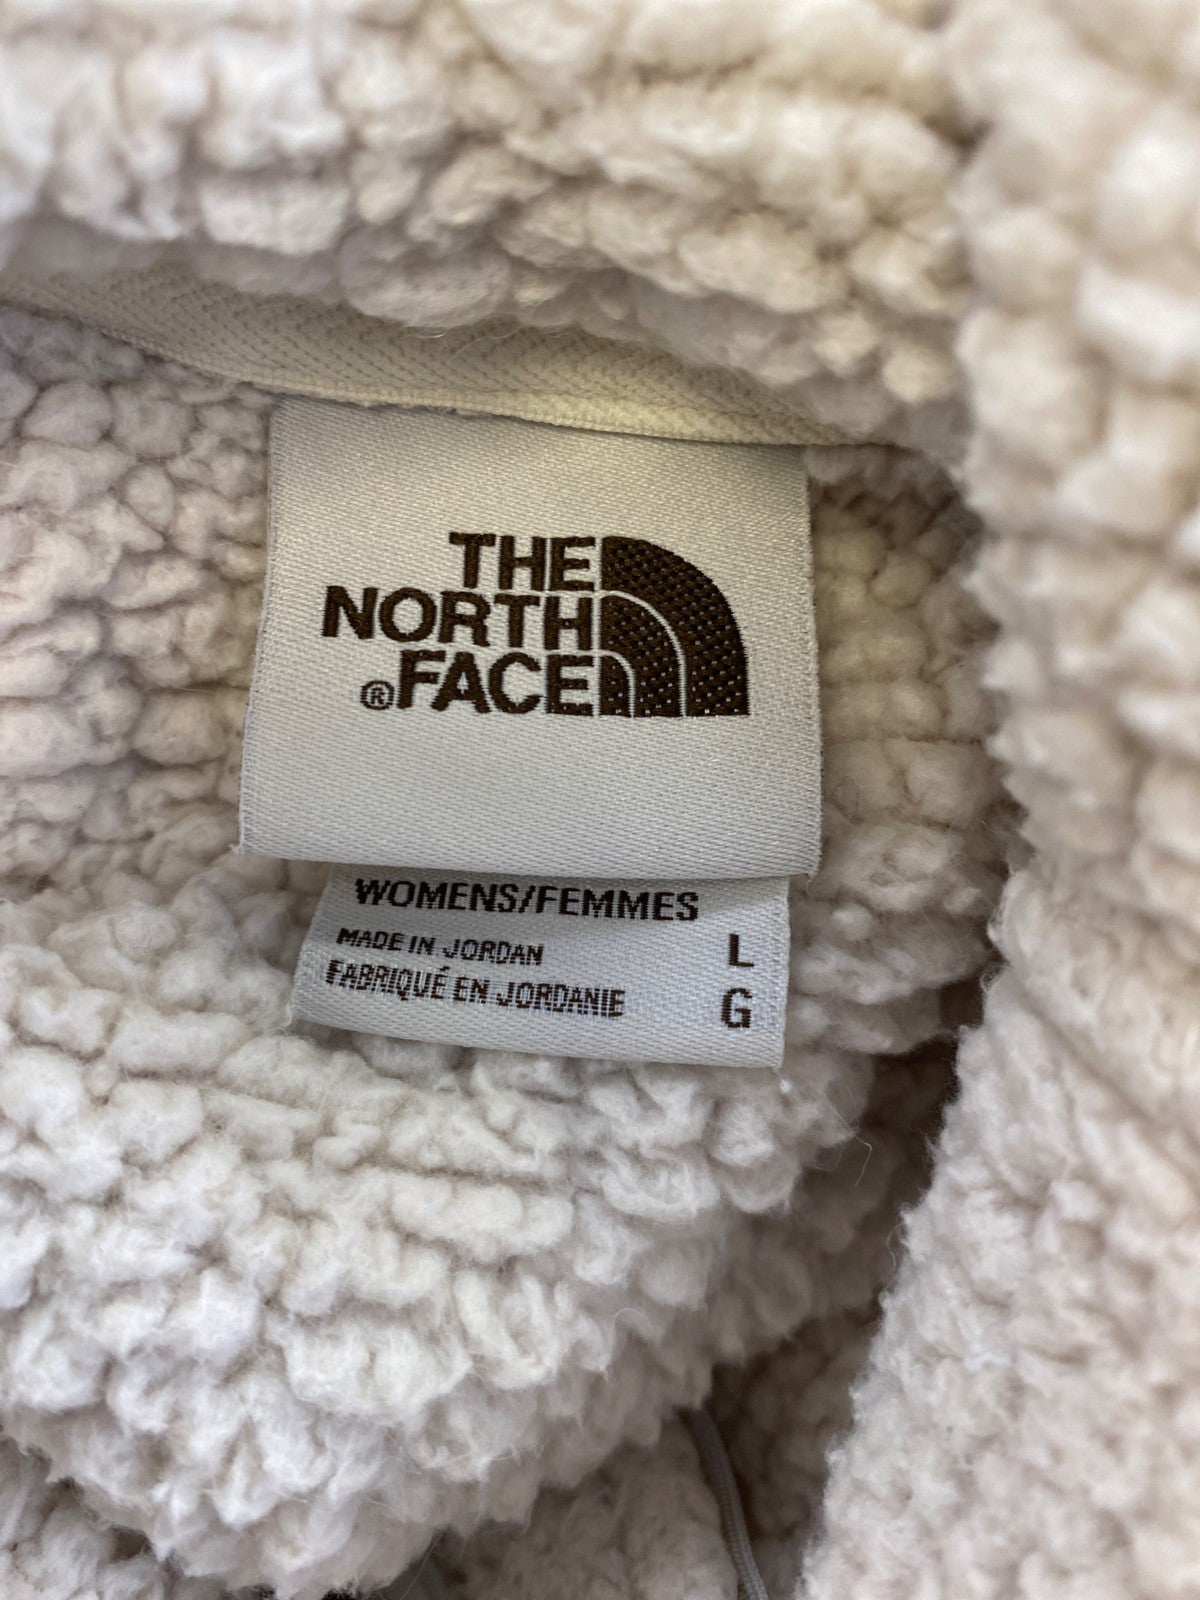 THE
NORTH
®FACE
WOMENS/FEMMES
MADE IN JORDAN L
FABRIQUÉ EN JORDANIE G